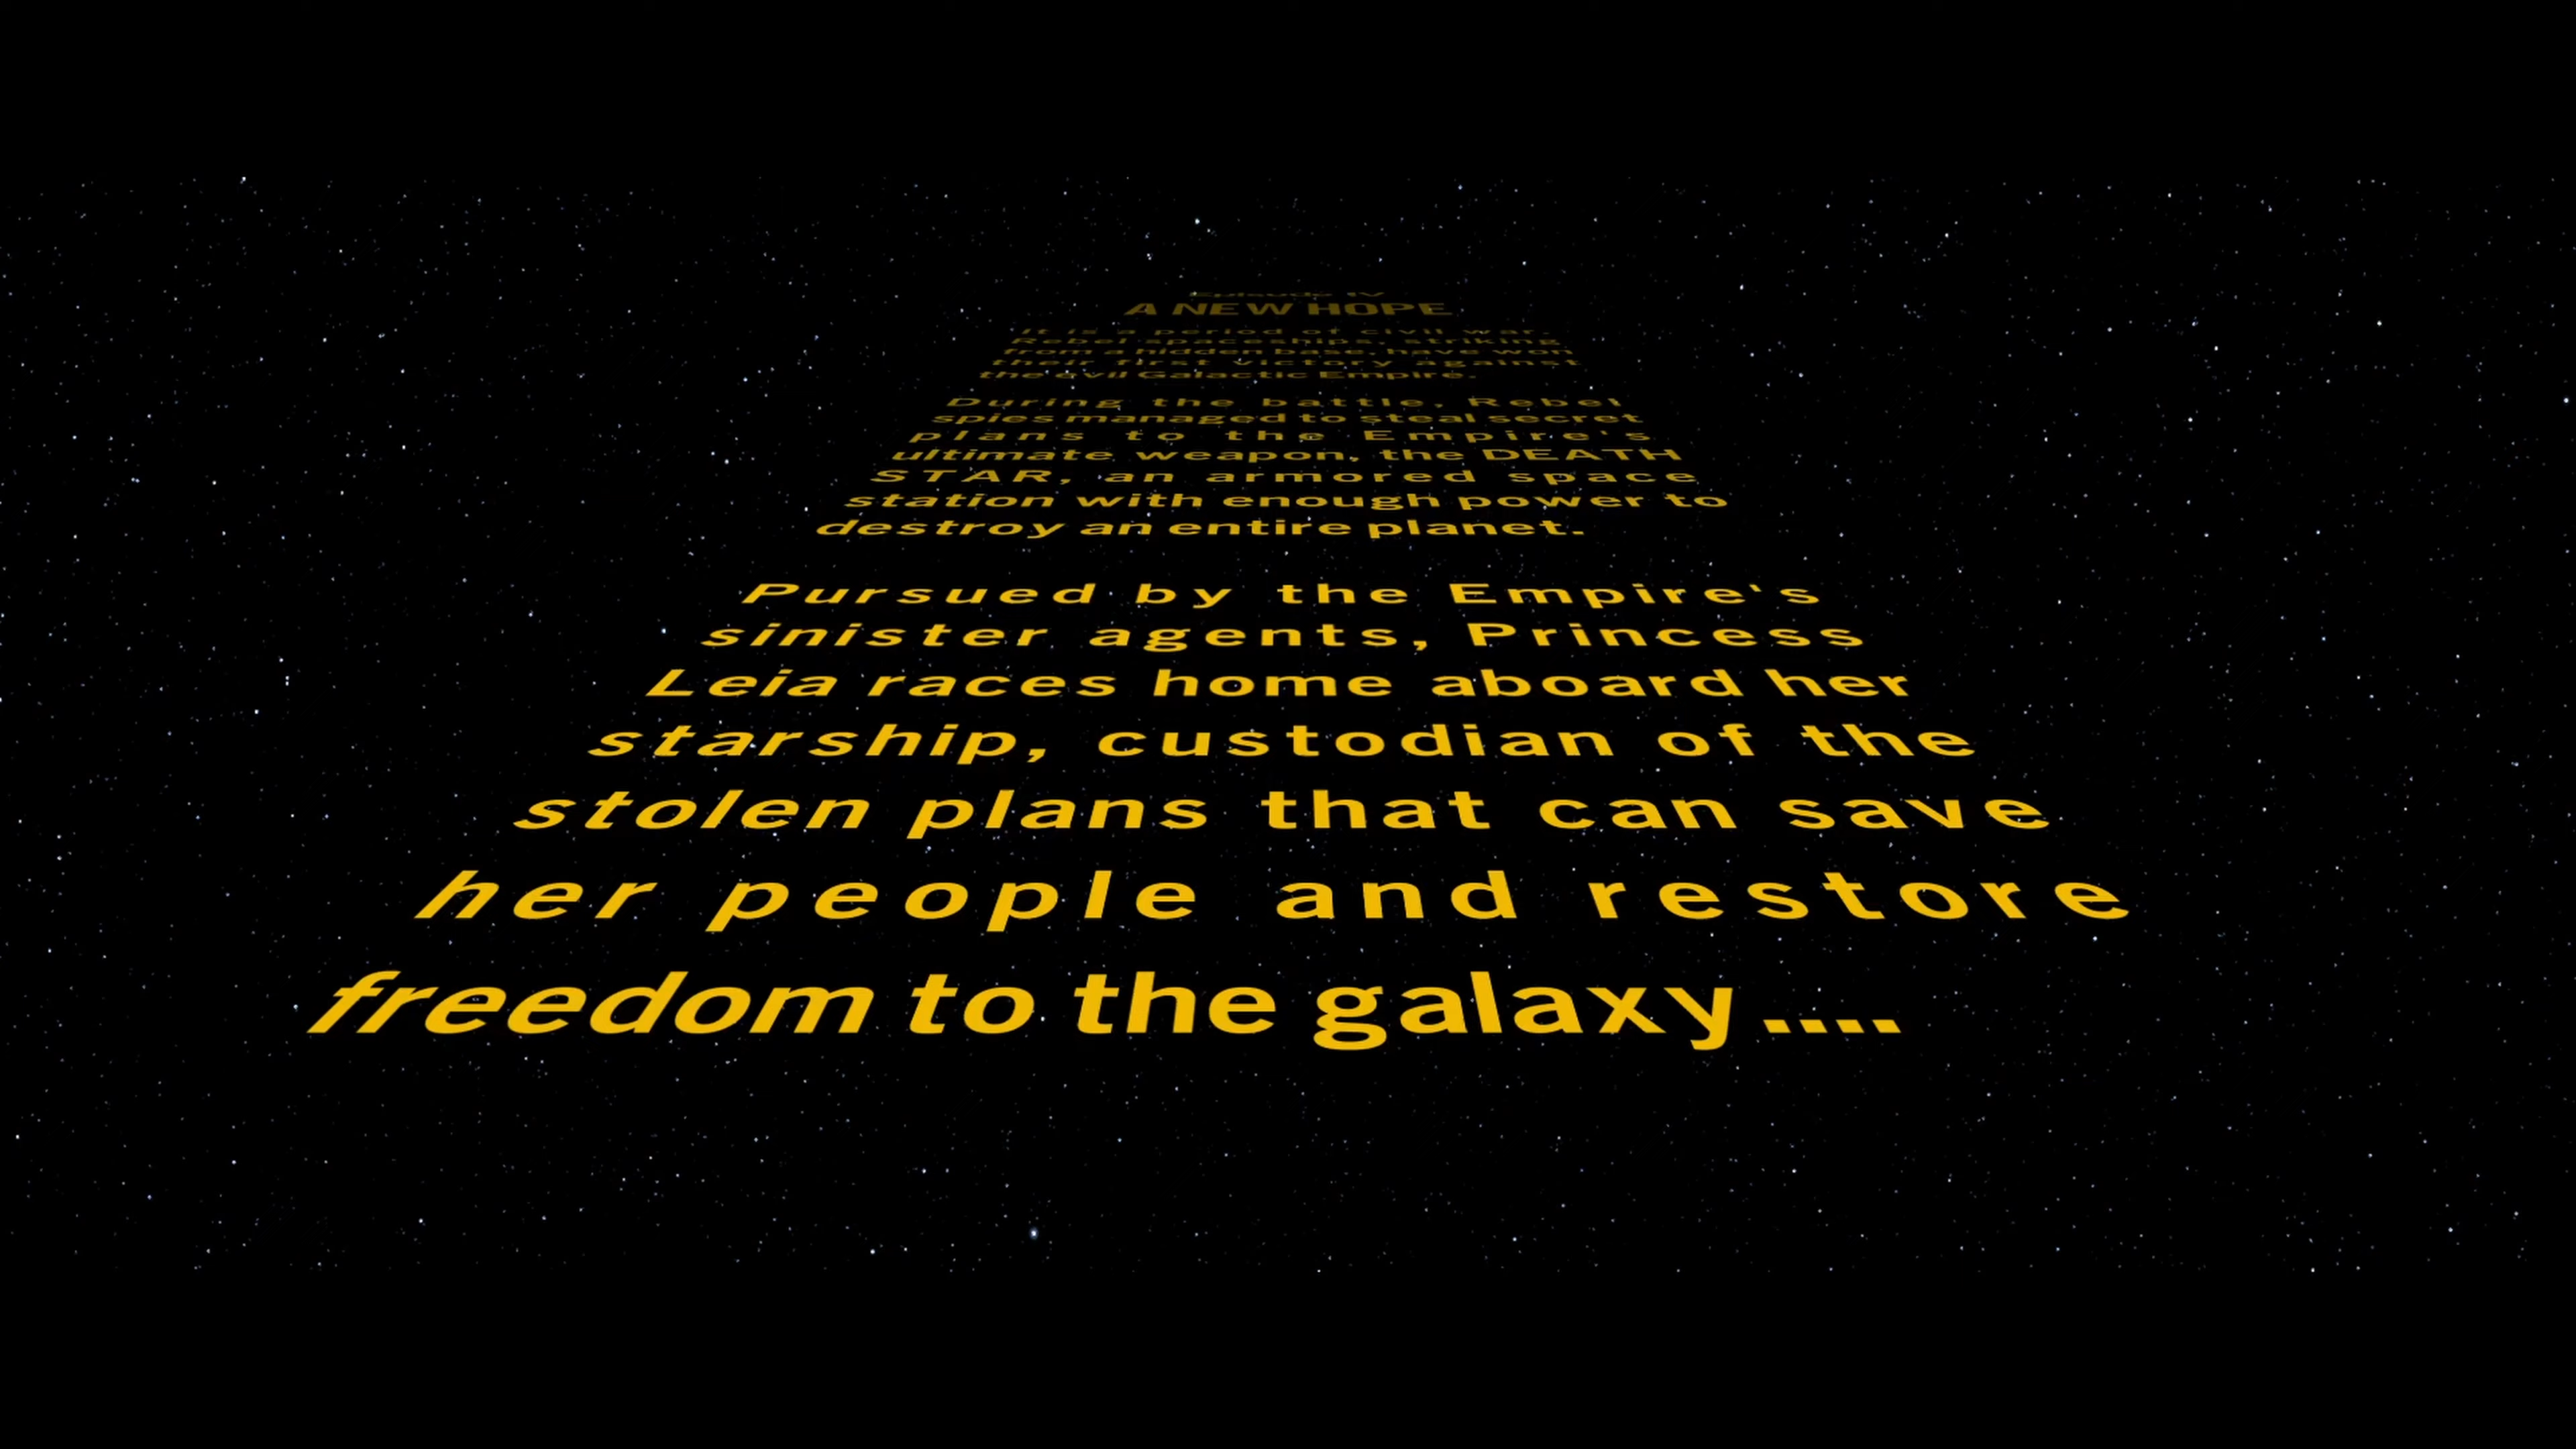 Episode IV
A NEW HOPE
It is a period of civil war.
Rebel spaceships, striking
from a hidden base, have won
their first victory against
the evil Galactic Empire.
During the battle, Rebel
spies managed to steal secret
plans to the Empire's
ultimate weapon, the DEATH
STAR, an armored space
station with enough power to
destroy an entire planet.
Pursued by the Empire's
sinister agents, Princess
Leia races home aboard her
starship, custodian of the
stolen plans that can save
her people and restore
freedom to the galaxy....